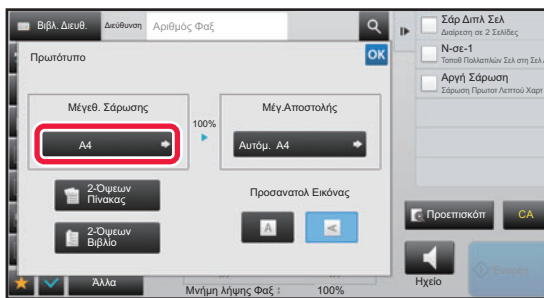 Βιβλ. Διευθ.
Διεύθυνση
Αριθμός Φαξ
Πρωτότυπο
OK
Μέγεθ. Σάρωσης
A4
100%
Μέγ.Αποστολής
Αυτόμ. A4
2-Όψεων
Πίνακας
2-Όψεων
Βιβλίο
Προσανατολ Εικόνας
A
A
Άλλα
Μνήμη λήψης Φαξ :
100%
Σάρ Διπλ Σελ
Διαίρεση σε 2 Σελίδες
N-σε-1
Τοποθ Πολλαπλών Σελ στη Σελ
Αργή Σάρωση
Σάρωση Πρωτοτ Λεπτού Χαρτ
Προεπισκόπ
CA
Ηχείο
Έναρξη